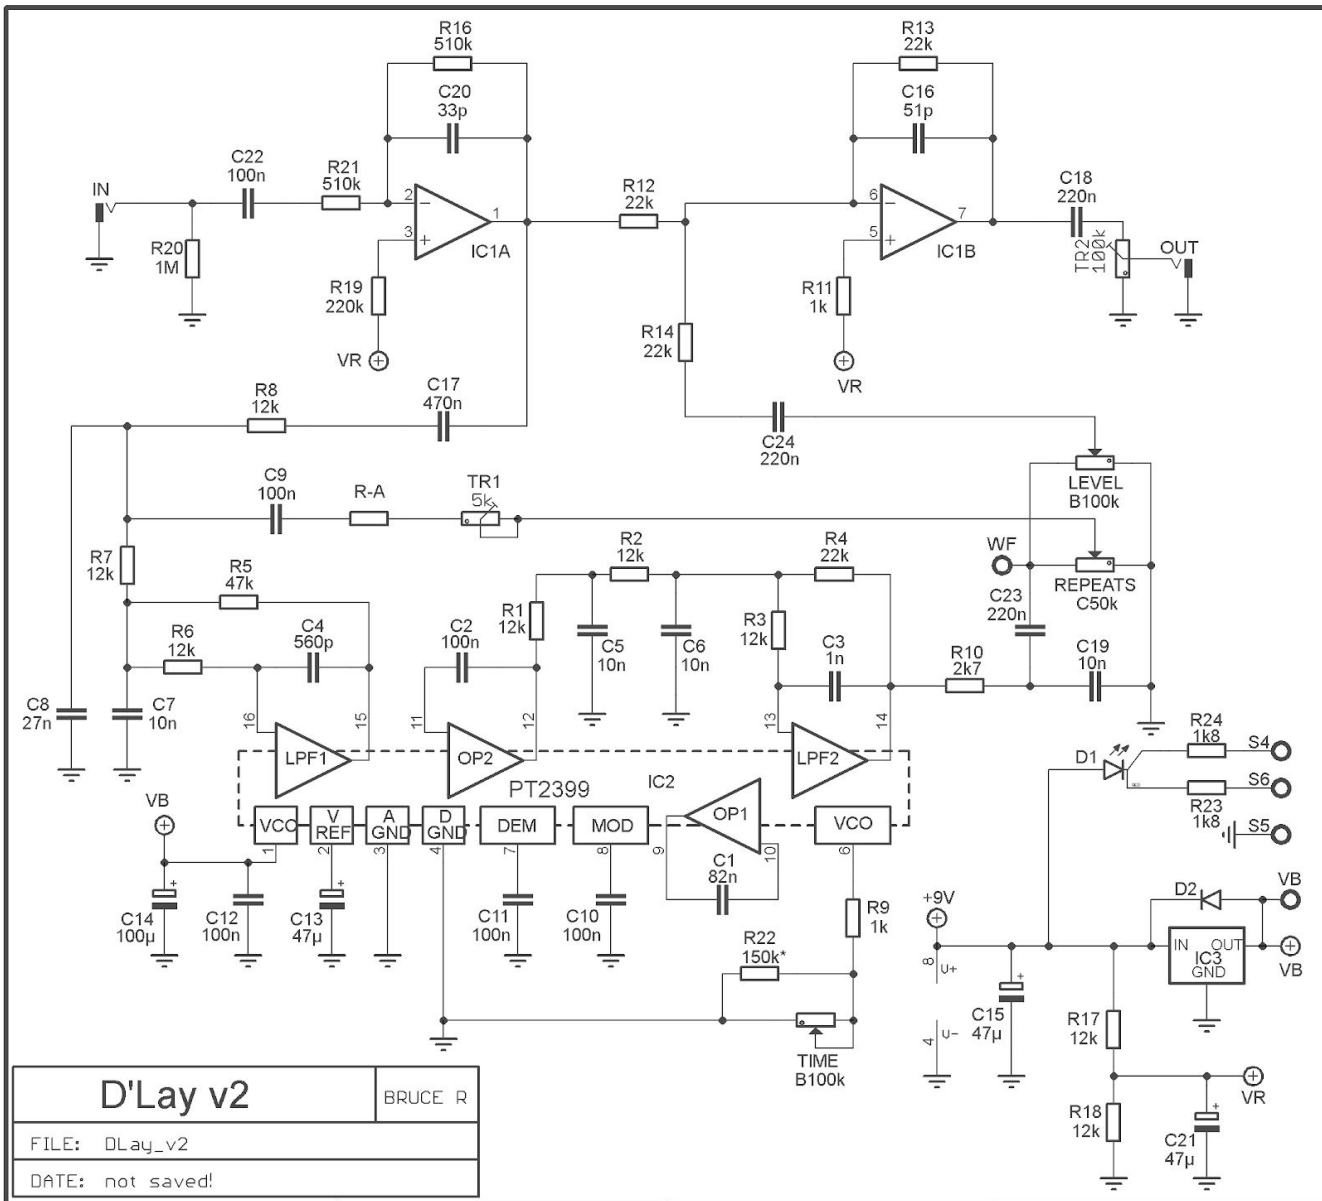 R16
510k
C20
33p
R13
22k
C16
51p
C22
100n
R21
510k
IN
R20
1M
2
3
1
IC1A
R19
220k
VR
R12
22k
6
5
7
IC1B
R11
1k
VR
C18
220n
TR2
100k
OUT
R14
22k
R8
12k
C17
470n
C24
220n
LEVEL
B100k
C9
100n
R-A
TR1
5k
WF
REPEATS
C50k
R7
12k
R5
47k
R2
12k
R4
22k
R1
12k
R3
12k
C23
220n
R6
12k
C4
560p
C2
100n
C5
10n
C6
10n
C3
1n
R10
2k7
C19
10n
C8
27n
C7
10n
16
15
11
12
13
14
LPF1
OP2
LPF2
D1
R24
1k8
S4
S6
R23
1k8
S5
PT2399
IC2
OP1
VB
VCO
V
REF
A
GND
D
GND
DEM
MOD
VCO
1
2
3
4
7
8
9
10
6
C1
82n
C14
100µ
C12
100n
C13
47µ
C11
100n
C10
100n
R9
1k
R22
150k*
TIME
B100k
+9V
8
V+
4
V-
C15
47µ
D2
VB
IN
OUT
IC3
GND
VB
R17
12k
R18
12k
VR
C21
47µ
D'Lay v2
BRUCE R
FILE: DLay_v2
DATE: not saved!